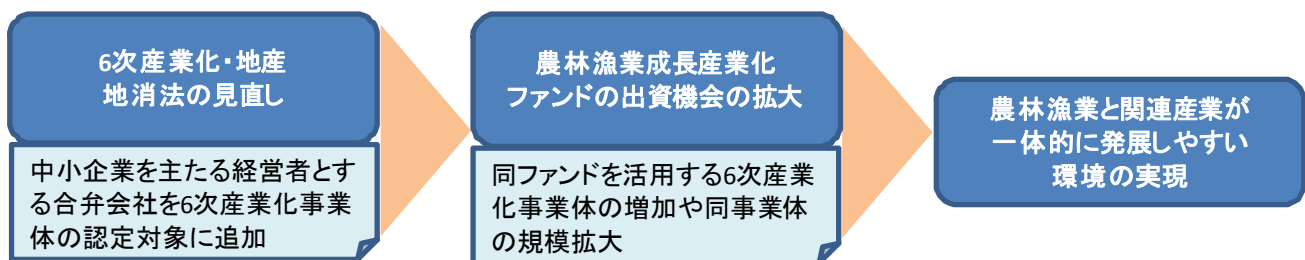 6次産業化・地産
地消法の見直し
中小企業を主たる経営者とす
る合弁会社を6次産業化事業
体の認定対象に追加
農林漁業成長産業化
ファンドの出資機会の拡大
同ファンドを活用する6次産業
化事業体の増加や同事業体
の規模拡大
農林漁業と関連産業が
一体的に発展しやすい
環境の実現